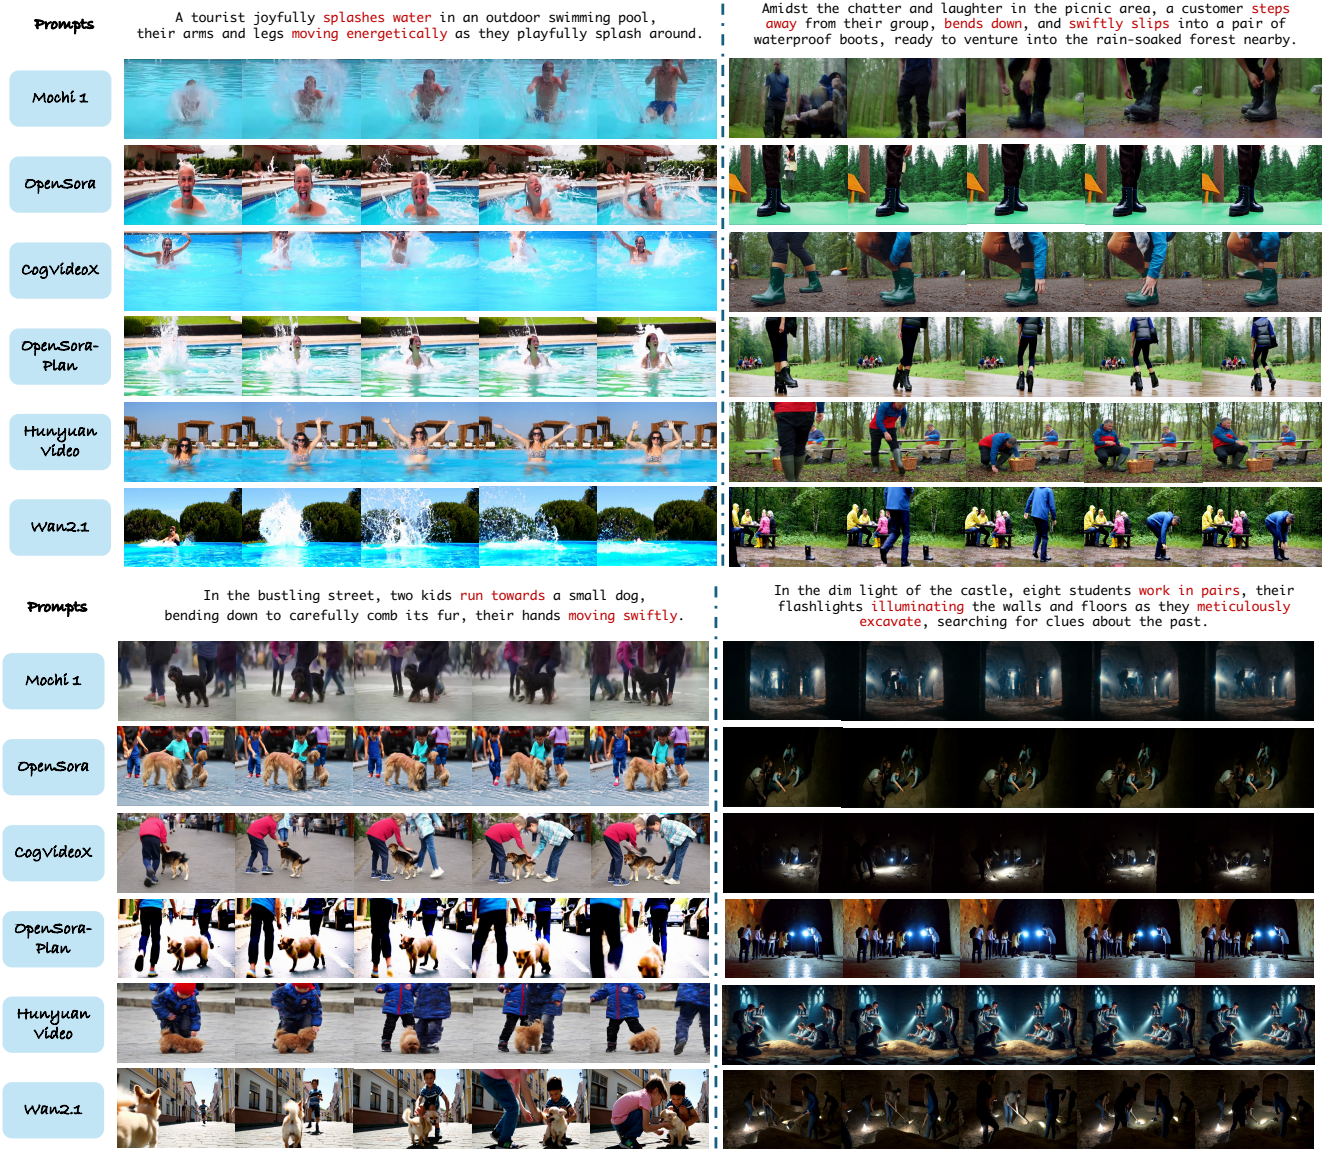 Prompts
A tourist joyfully splashes water in an outdoor swimming pool,
their arms and legs moving energetically as they playfully splash around.
Amidst the chatter and laughter in the picnic area, a customer steps
away from their group, bends down, and swiftly slips into a pair of
waterproof boots, ready to venture into the rain-soaked forest nearby.
Mochi 1
OpenSora
CogVideoX
OpenSora-
Plan
Hunyuan
Video
Wan2.1
Prompts
In the bustling street, two kids run towards a small dog,
bending down to carefully comb its fur, their hands moving swiftly.
In the dim light of the castle, eight students work in pairs, their
flashlights illuminating the walls and floors as they meticulously
excavate, searching for clues about the past.
Mochi 1
OpenSora
CogVideoX
OpenSora-
Plan
Hunyuan
Video
Wan2.1